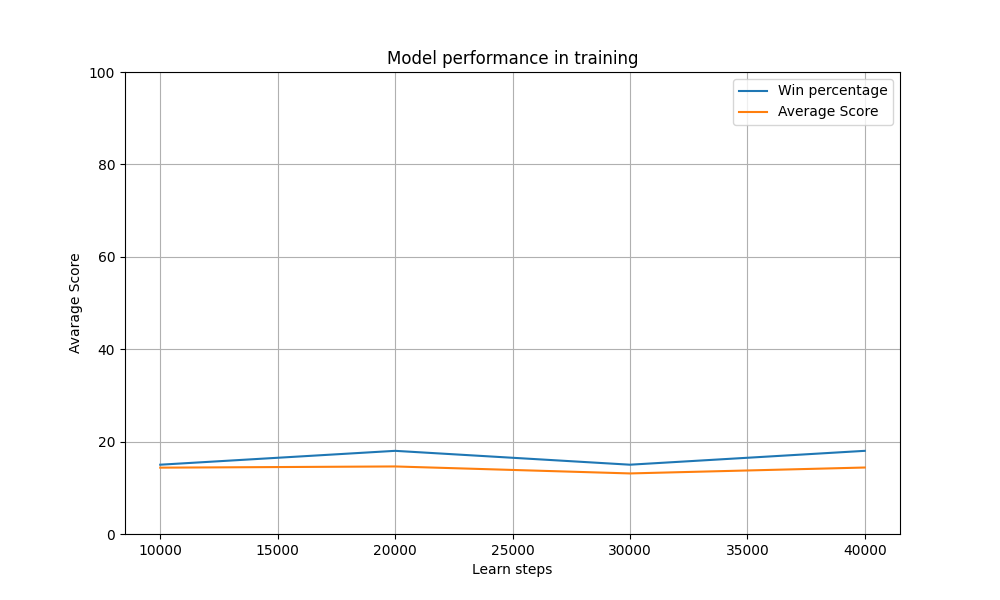 Model performance in training
Win percentage
Average Score
100
80
60
40
20
0
Avarage Score
10000 15000 20000 25000 30000 35000 40000
Learn steps